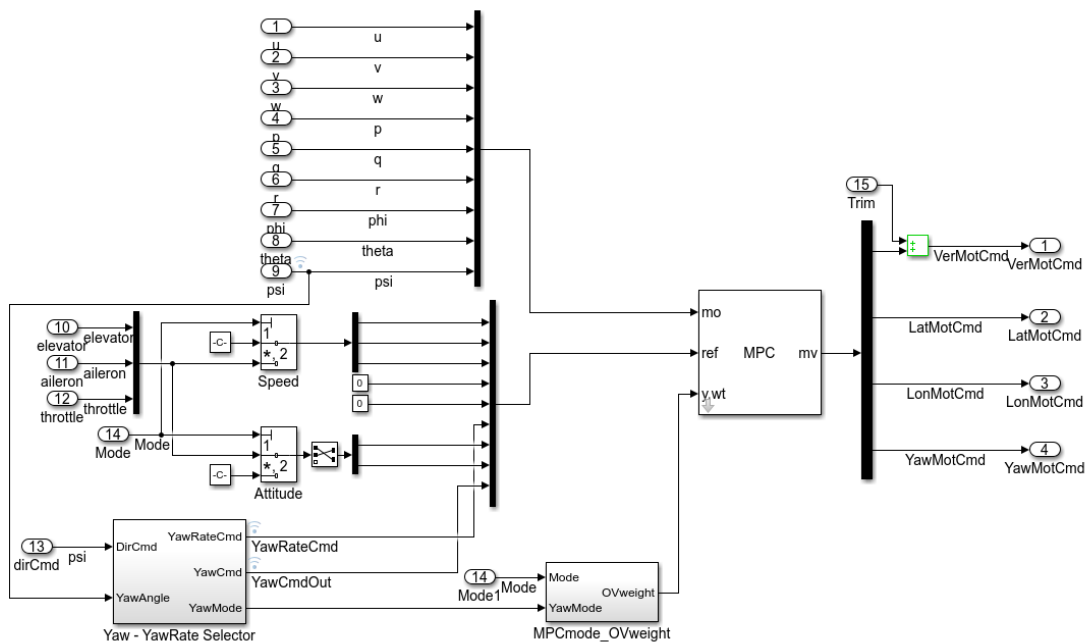 1
u
u
2
v
v
3
w
w
4
p
p
5
q
q
6
r
r
7
phi
phi
8
theta
theta
9
psi
psi
10
elevator
elevator
11
aileron
aileron
12
throttle
throttle
14
Mode
Mode
-C-
1
*, 2
Speed
0
0
1
*, 2
-C-
Attitude
13
dirCmd
psi
DirCmd
YawAngle
YawRateCmd
YawCmd
YawMode
Yaw - YawRate Selector
YawRateCmd
YawCmdOut
14
Mode1
Mode
Mode
YawMode
OVweight
MPCmode_OVweight
mo
ref
y.wt
MPC
mv
15
Trim
VerMotCmd
1
VerMotCmd
LatMotCmd
2
LatMotCmd
LonMotCmd
3
LonMotCmd
YawMotCmd
4
YawMotCmd